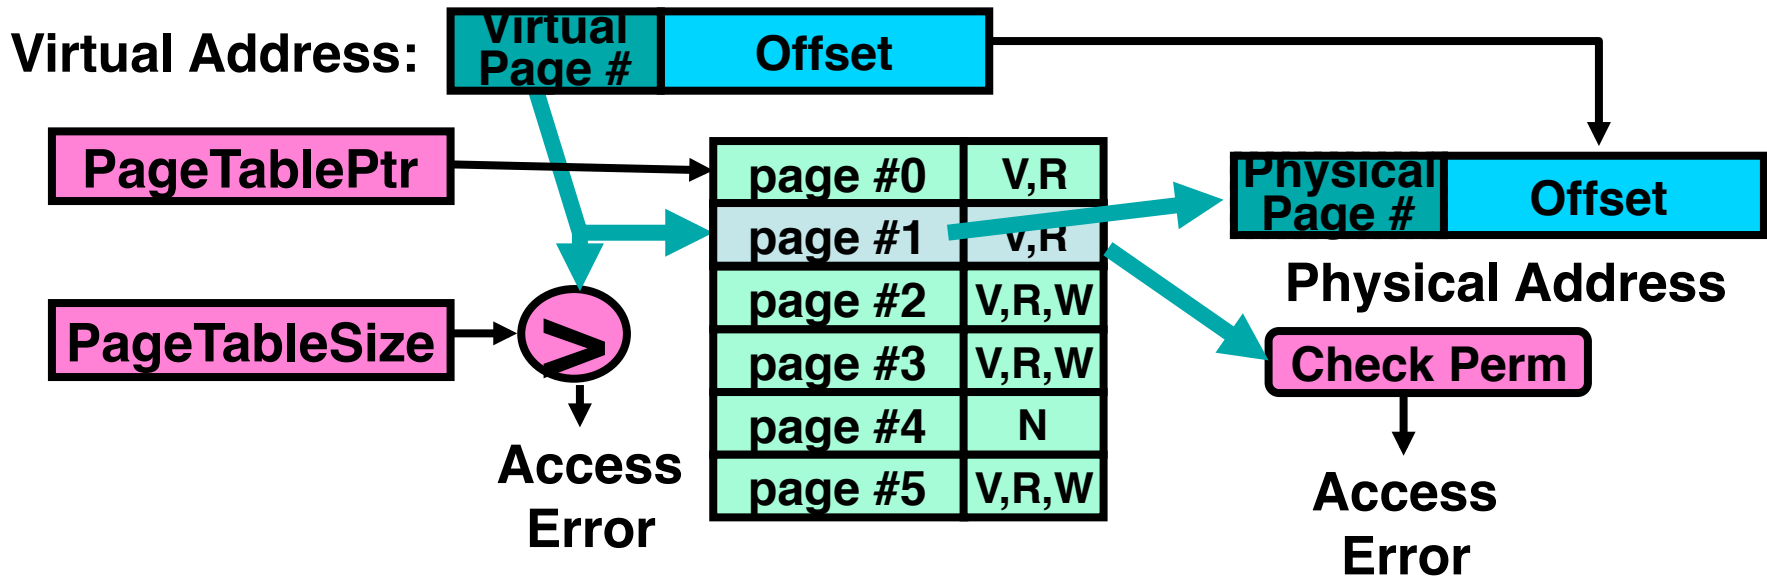 Virtual Address:
Virtual
Page #
Offset
PageTablePtr
page #0 V,R
page #1 V,R
page #2 V,R,W
page #3 V,R,W
page #4 N
page #5 V,R,W
Physical
Page #
Offset
Physical Address
PageTableSize
>
Check Perm
Access
Error
Access
Error